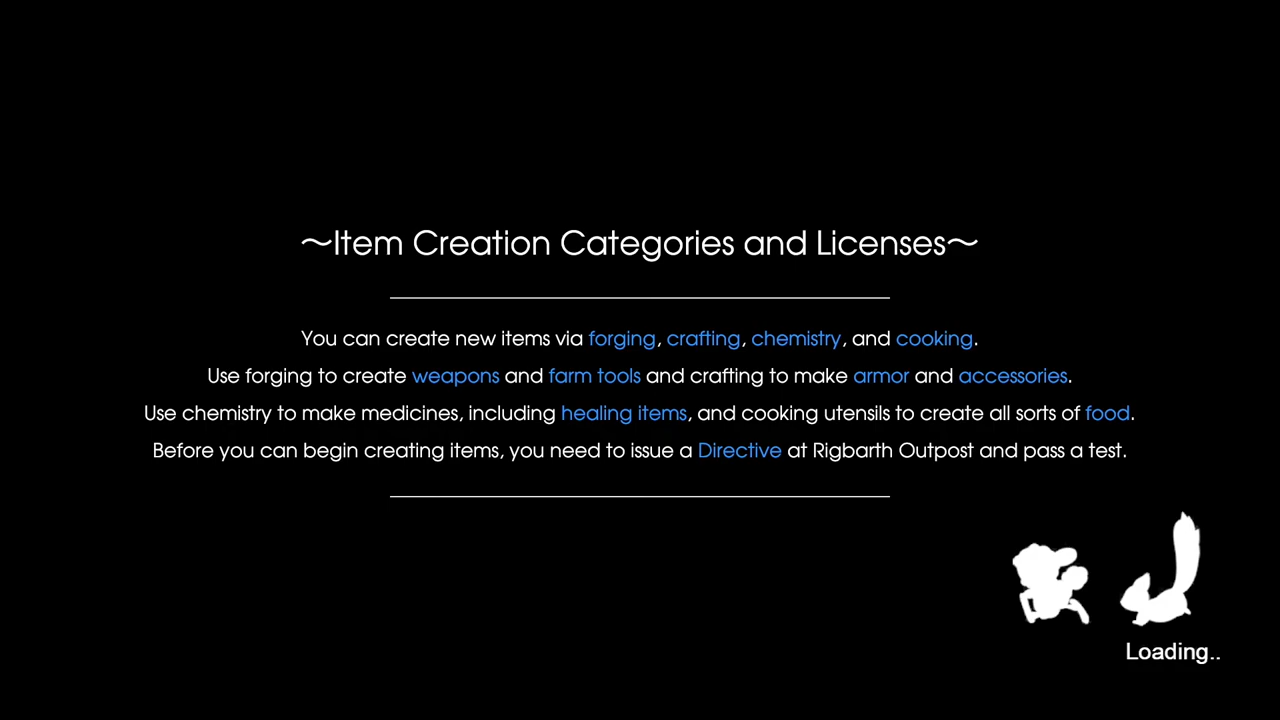 ～Item Creation Categories and Licenses～
You can create new items via forging, crafting, chemistry, and cooking.
Use forging to create weapons and farm tools and crafting to make armor and accessories.
Use chemistry to make medicines, including healing items, and cooking utensils to create all sorts of food.
Before you can begin creating items, you need to issue a Directive at Rigbarth Outpost and pass a test.
Loading..